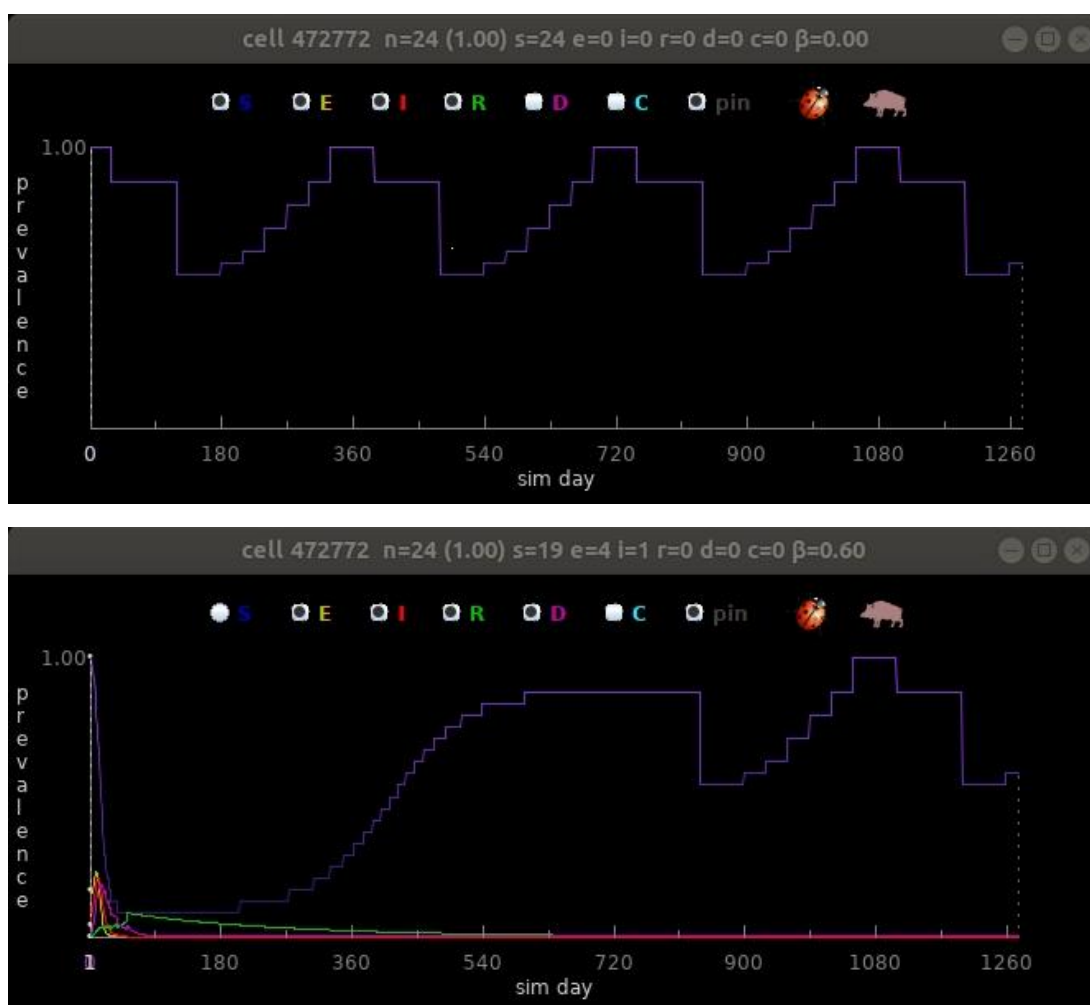 cell 472772 n=24 (1.00) s=24 e=0 i=0 r=0 d=0 c=0 β=0.00
S E I R D C pin
1.00
prevalence
0 180 360 540 720 900 1080 1260
sim day
cell 472772 n=24 (1.00) s=19 e=4 i=1 r=0 d=0 c=0 β=0.60
S E I R D C pin
1.00
prevalence
1 180 360 540 720 900 1080 1260
sim day